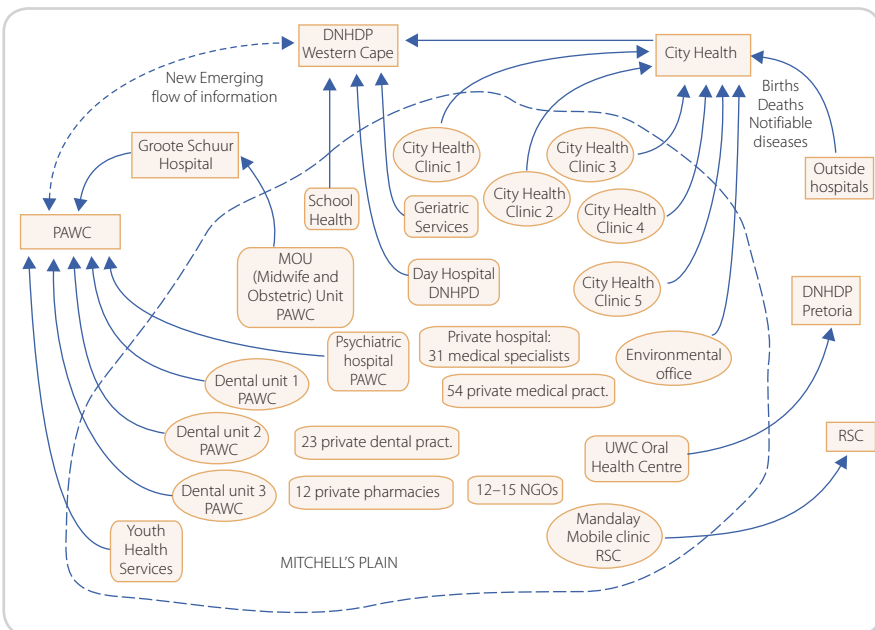 DNHDP
Western Cape
City Health
New Emerging
flow of information
Births
Deaths
Notifiable
diseases
Groote Schuur
Hospital
City Health
Clinic 1
City Health
Clinic 3
Outside
hospitals
School
Health
Geriatric
Services
City Health
Clinic 2
City Health
Clinic 4
PAWC
MOU
(Midwife and
Obstetric) Unit
PAWC
Day Hospital
DNHPD
City Health
Clinic 5
DNHDP
Pretoria
Psychiatric
hospital
PAWC
Private hospital:
31 medical specialists
Environmental
office
Dental unit 1
PAWC
54 private medical pract.
Dental unit 2
PAWC
23 private dental pract.
UWC Oral
Health Centre
RSC
Dental unit 3
PAWC
12 private pharmacies
12–15 NGOs
Mandalay
Mobile clinic
RSC
Youth
Health
Services
MITCHELL'S PLAIN